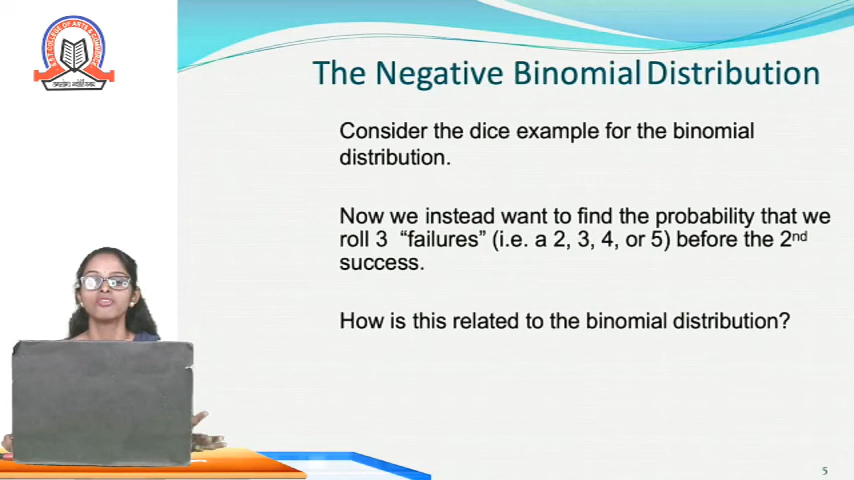 The Negative Binomial Distribution
Consider the dice example for the binomial
distribution.
Now we instead want to find the probability that we
roll 3 “failures” (i.e. a 2, 3, 4, or 5) before the 2nd
success.
How is this related to the binomial distribution?
5